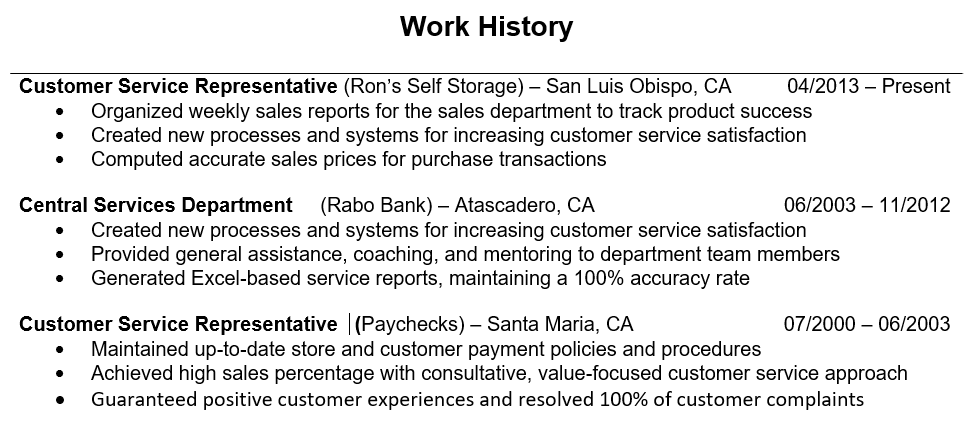 Work History
Customer Service Representative (Ron’s Self Storage) – San Luis Obispo, CA 04/2013 – Present
• Organized weekly sales reports for the sales department to track product success
• Created new processes and systems for increasing customer service satisfaction
• Computed accurate sales prices for purchase transactions
Central Services Department (Rabo Bank) – Atascadero, CA 06/2003 – 11/2012
• Created new processes and systems for increasing customer service satisfaction
• Provided general assistance, coaching, and mentoring to department team members
• Generated Excel-based service reports, maintaining a 100% accuracy rate
Customer Service Representative (Paychecks) – Santa Maria, CA 07/2000 – 06/2003
• Maintained up-to-date store and customer payment policies and procedures
• Achieved high sales percentage with consultative, value-focused customer service approach
• Guaranteed positive customer experiences and resolved 100% of customer complaints